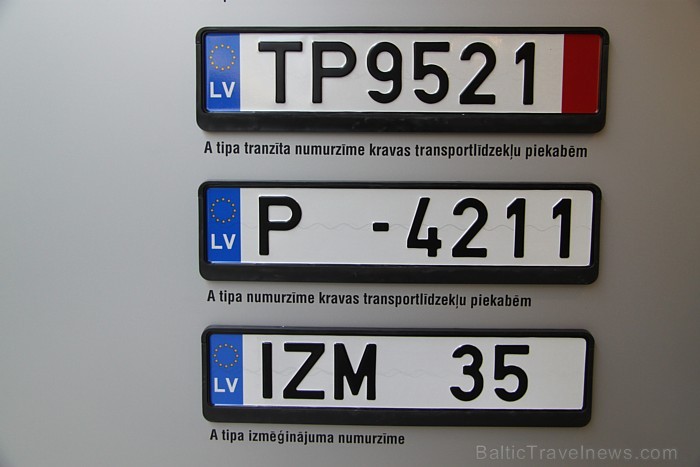 LV TP9521
A tipa tranzīta numurzīme kravas transportlīdzekļu piekabēm
LV P -4211
A tipa numurzīme kravas transportlīdzekļu piekabēm
LV IZM 35
A tipa izmēģinājuma numurzīme
BalticTravelnews.com